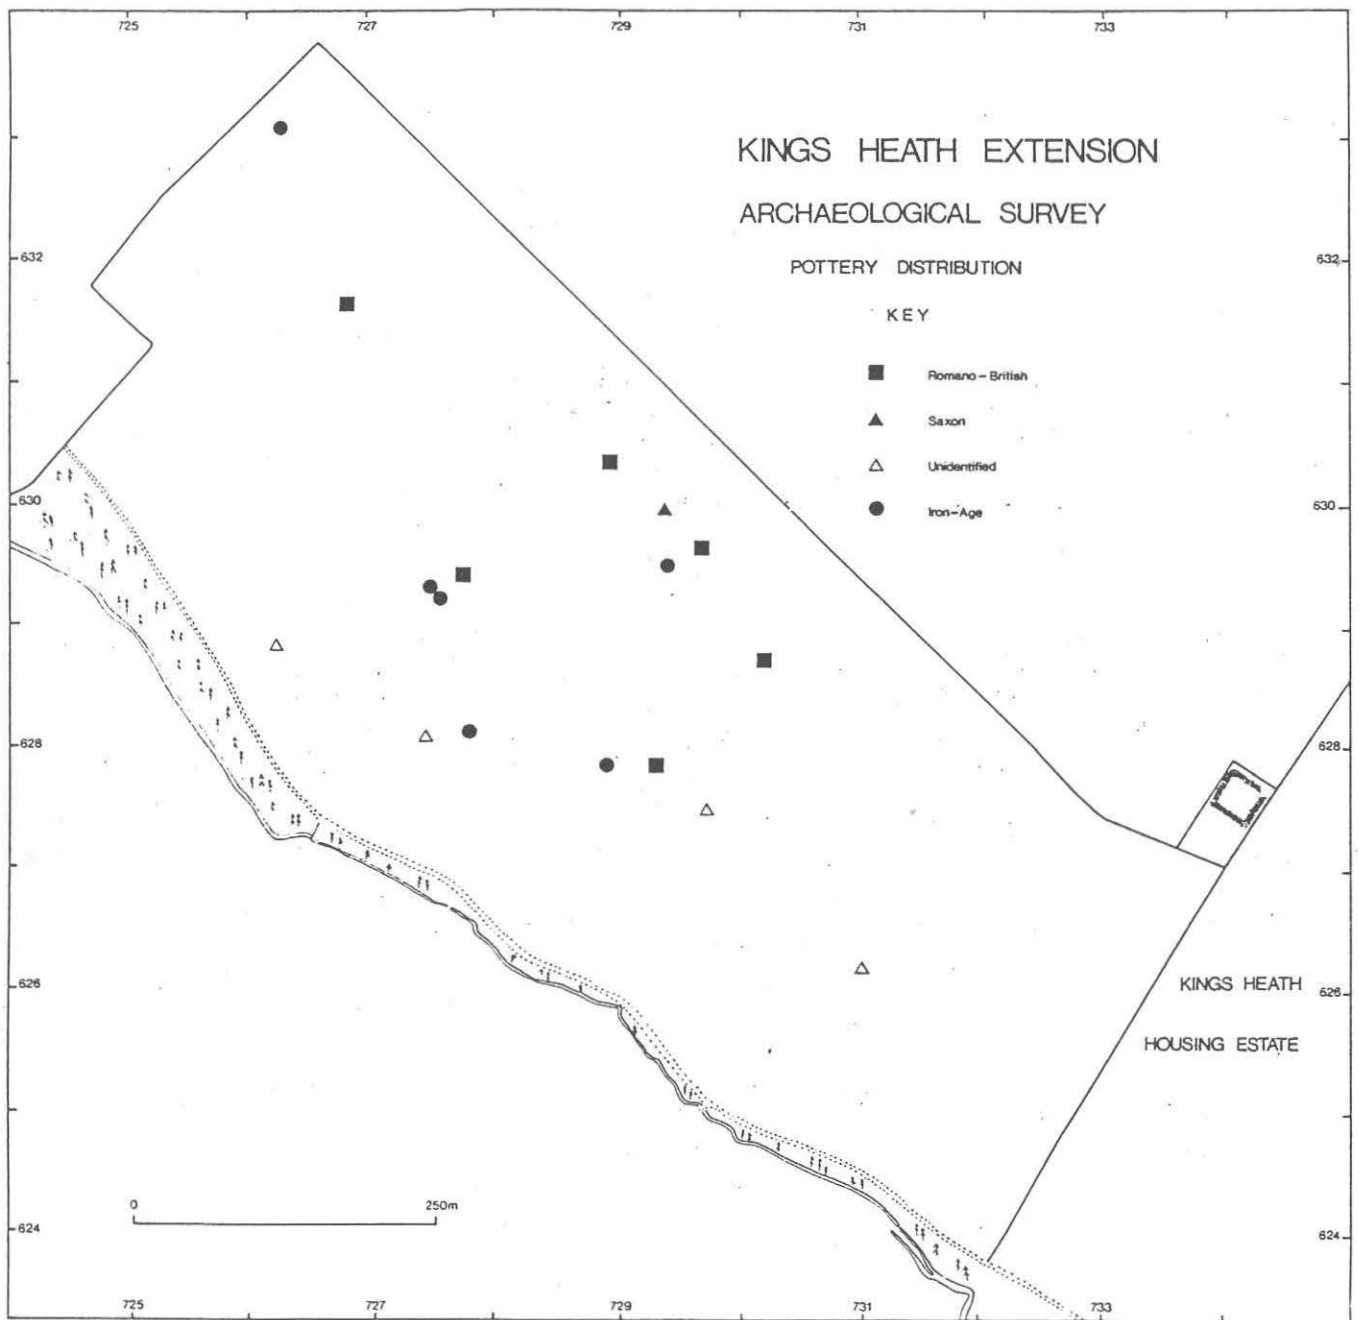 725 727 729 731 733
KINGS HEATH EXTENSION
ARCHAEOLOGICAL SURVEY
632 632
POTTERY DISTRIBUTION
KEY
Romano-British
Saxon
Unidentified
630 630
Iron-Age
628 628
626 626
KINGS HEATH
HOUSING ESTATE
0 250m
624 624
725 727 729 731 733